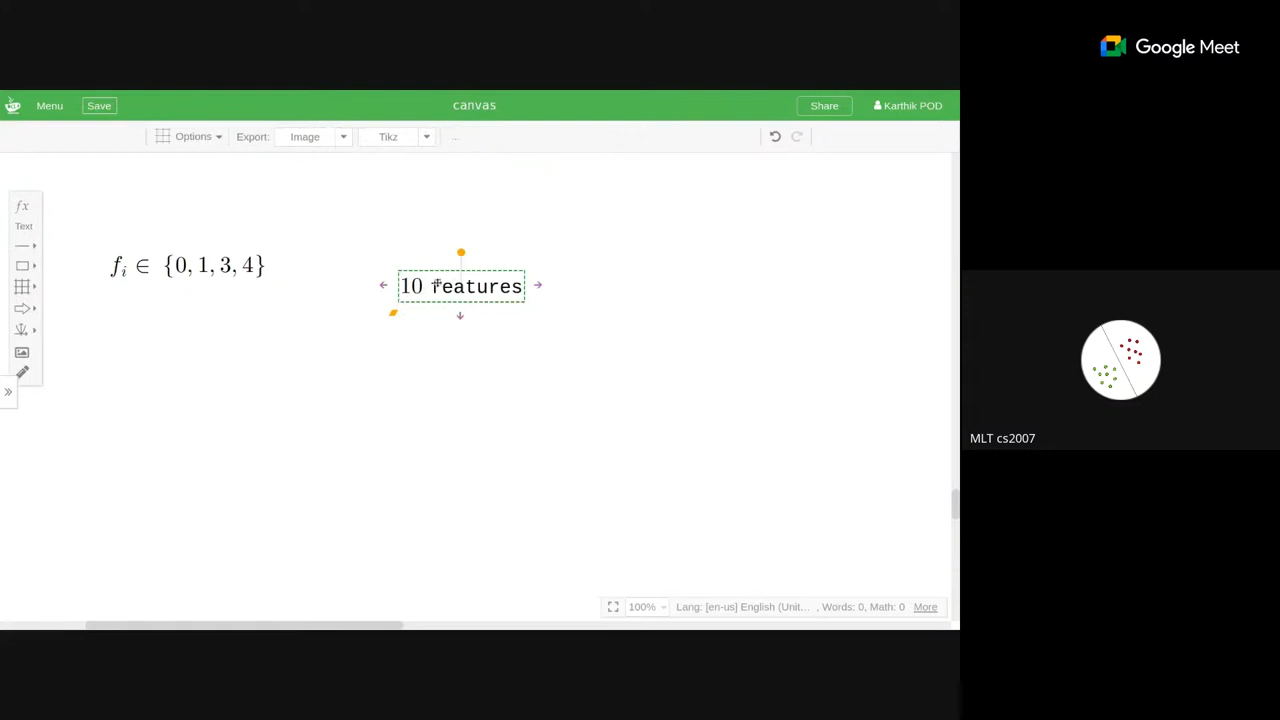 Google Meet
Menu Save canvas Share Karthik POD
Options Export: Image Tikz ...
fx
Text
f_i ∈ {0, 1, 3, 4}
10 features
100% Lang: [en-us] English (Unit... , Words: 0, Math: 0 More
MLT cs2007